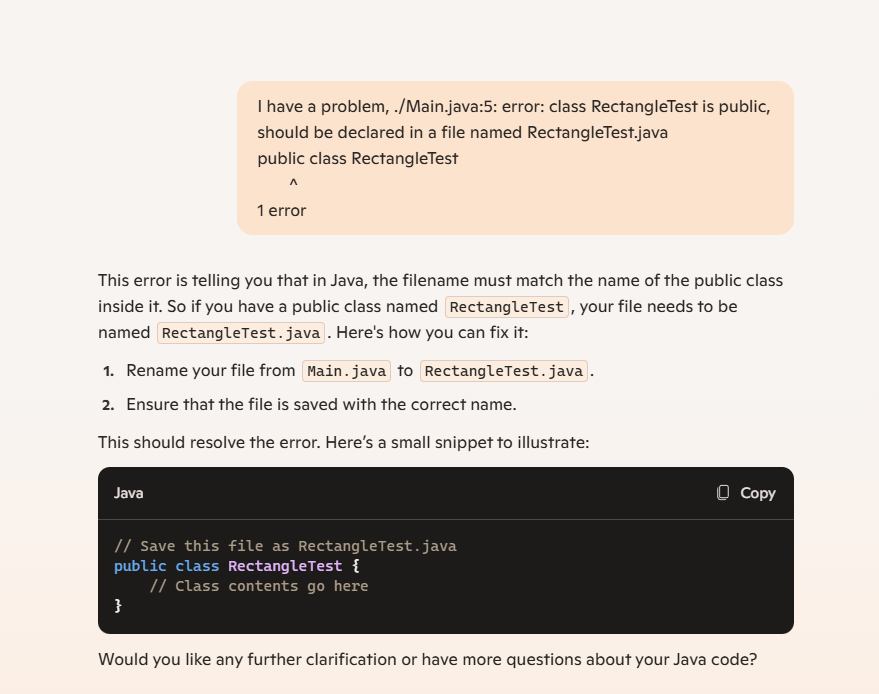 I have a problem, ./Main.java:5: error: class RectangleTest is public,
should be declared in a file named RectangleTest.java
public class RectangleTest
^
1 error
This error is telling you that in Java, the filename must match the name of the public class
inside it. So if you have a public class named RectangleTest, your file needs to be
named RectangleTest.java. Here's how you can fix it:
1. Rename your file from Main.java to RectangleTest.java.
2. Ensure that the file is saved with the correct name.
This should resolve the error. Here’s a small snippet to illustrate:
Java Copy
// Save this file as RectangleTest.java
public class RectangleTest {
    // Class contents go here
}
Would you like any further clarification or have more questions about your Java code?